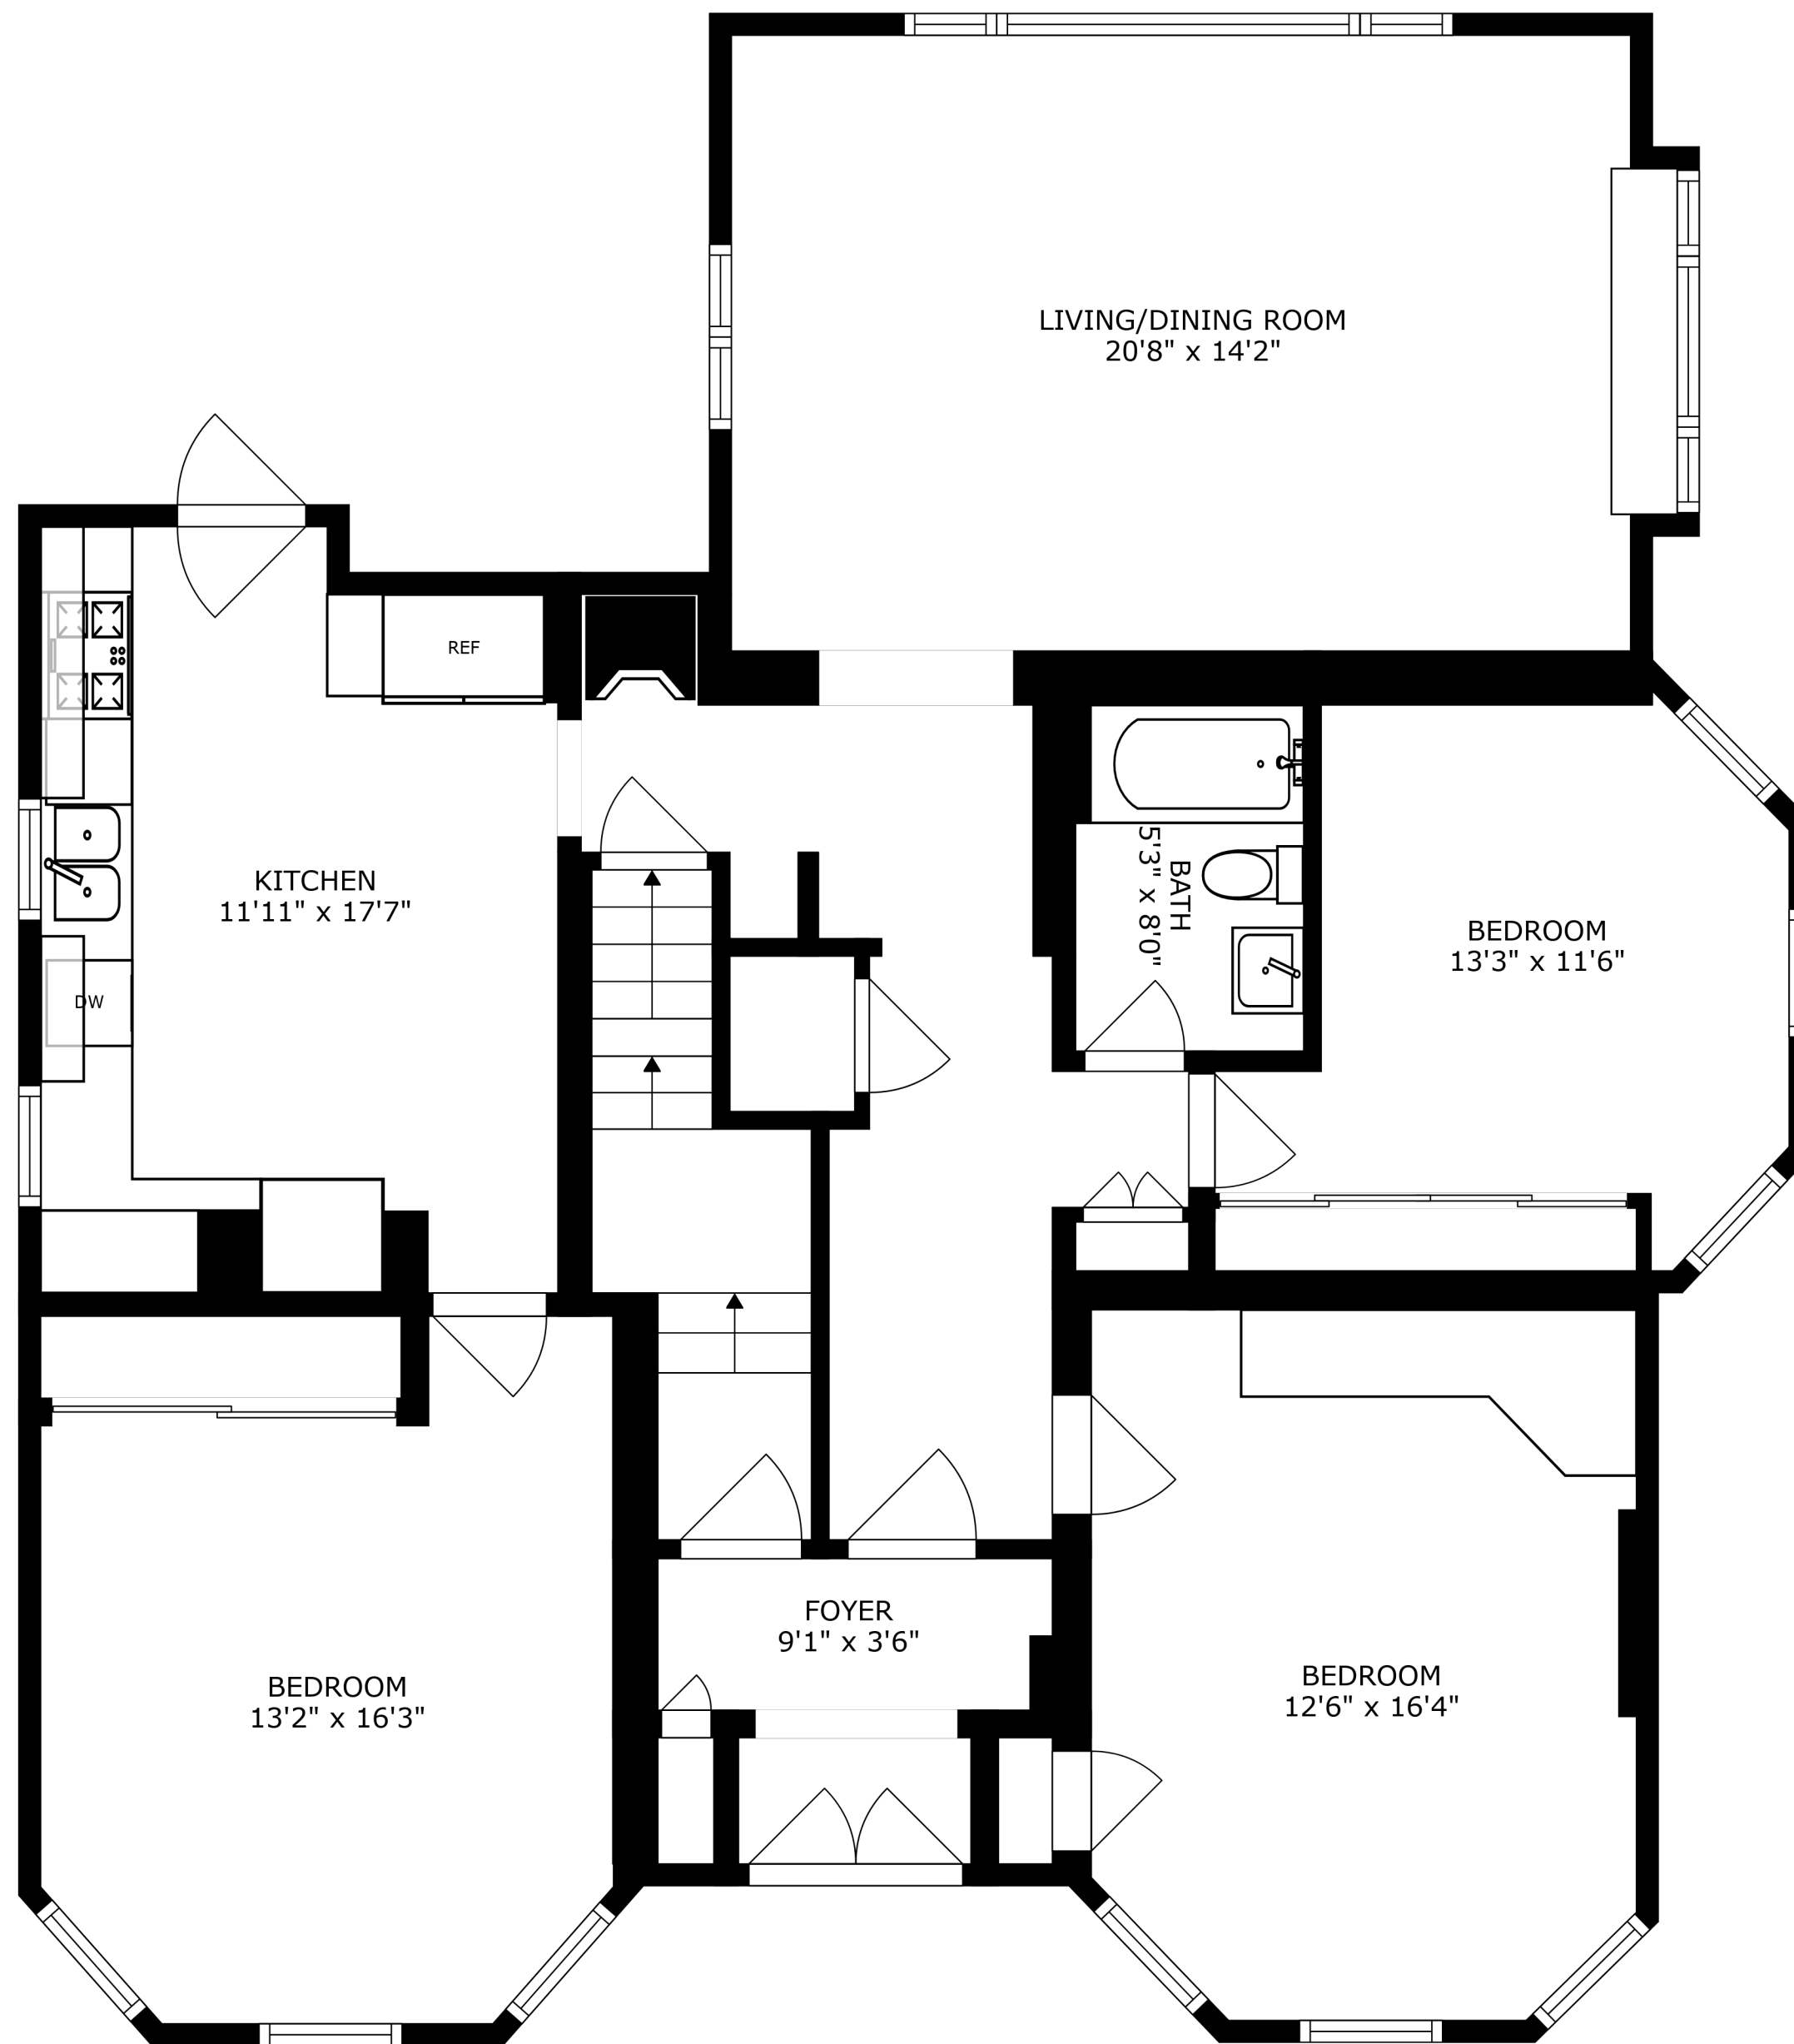 LIVING/DINING ROOM
20'8" x 14'2"
REF
KITCHEN
11'11" x 17'7"
BATH
5'3" x 8'0"
BEDROOM
13'3" x 11'6"
DW
FOYER
9'1" x 3'6"
BEDROOM
13'2" x 16'3"
BEDROOM
12'6" x 16'4"